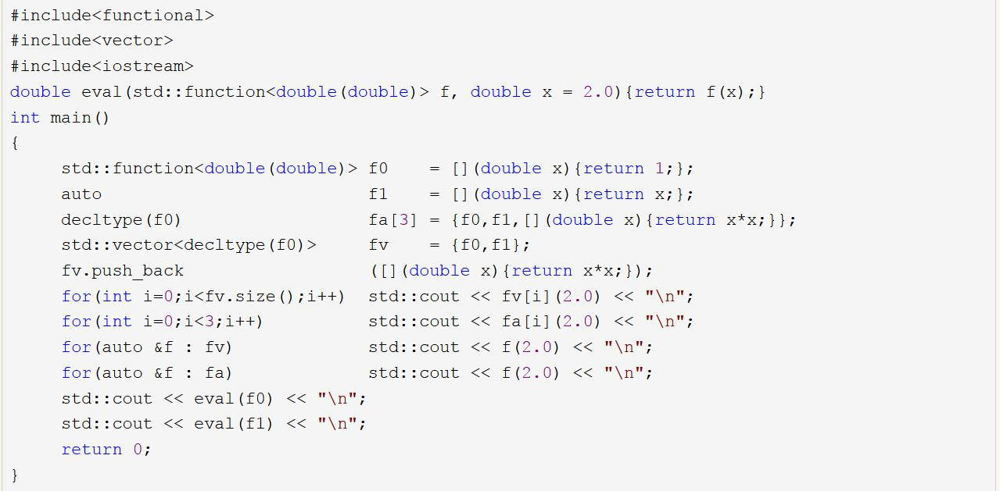 #include<functional>
#include<vector>
#include<iostream>
double eval(std::function<double(double)> f, double x = 2.0){return f(x);}
int main()
{
     std::function<double(double)> f0    = [](double x){return 1;};
     auto                          f1    = [](double x){return x;};
     decltype(f0)                  fa[3] = {f0,f1,[](double x){return x*x;}};
     std::vector<decltype(f0)>     fv    = {f0,f1};
     fv.push_back                  ([](double x){return x*x;});
     for(int i=0;i<fv.size();i++)  std::cout << fv[i](2.0) << "\n";
     for(int i=0;i<3;i++)          std::cout << fa[i](2.0) << "\n";
     for(auto &f : fv)             std::cout << f(2.0) << "\n";
     for(auto &f : fa)             std::cout << f(2.0) << "\n";
     std::cout << eval(f0) << "\n";
     std::cout << eval(f1) << "\n";
     return 0;
}